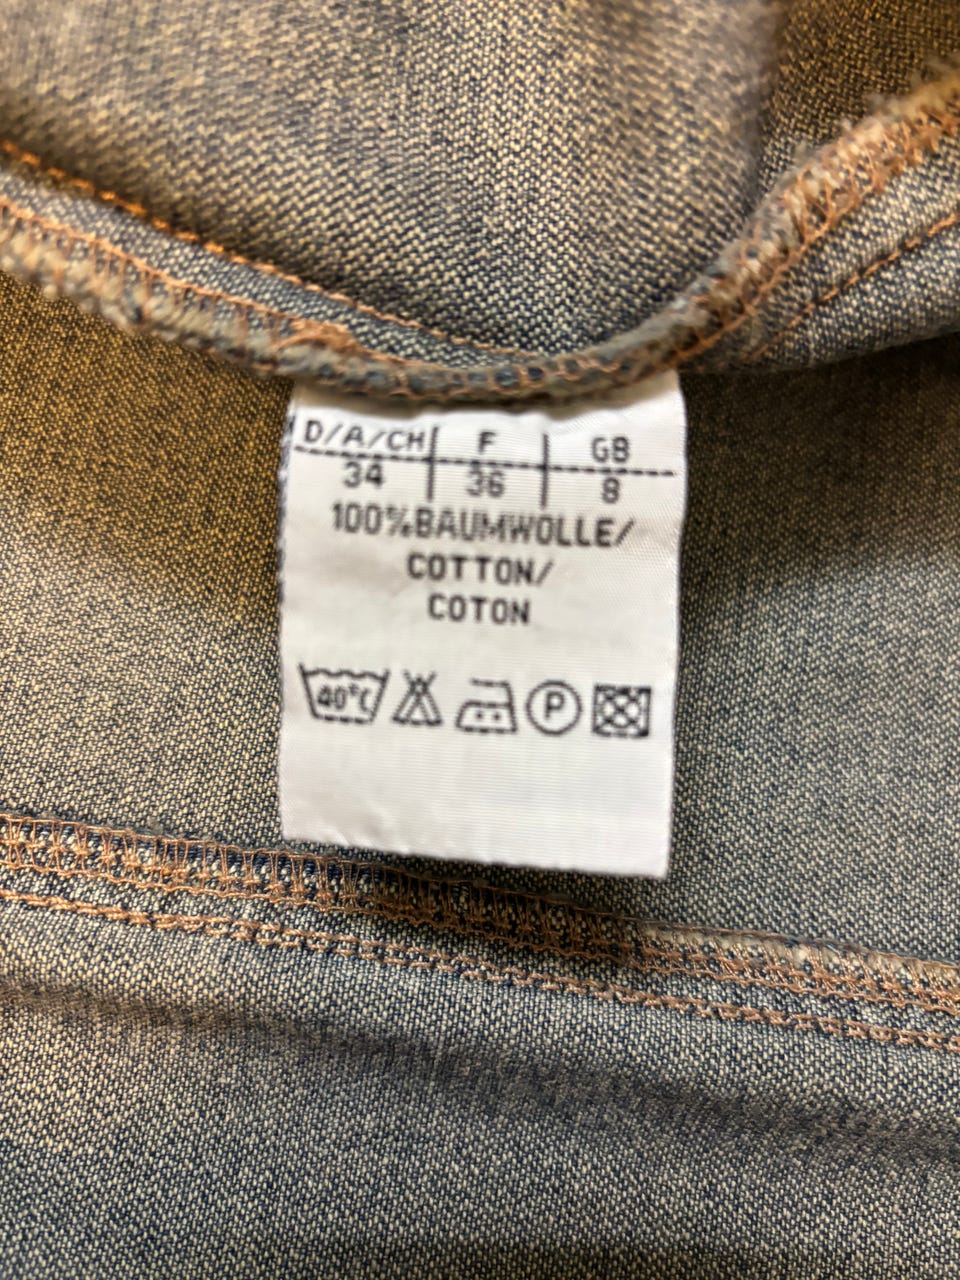 D/A/CH F GB
34 36 8
100%BAUMWOLLE/
COTTON/
COTON
40°C P